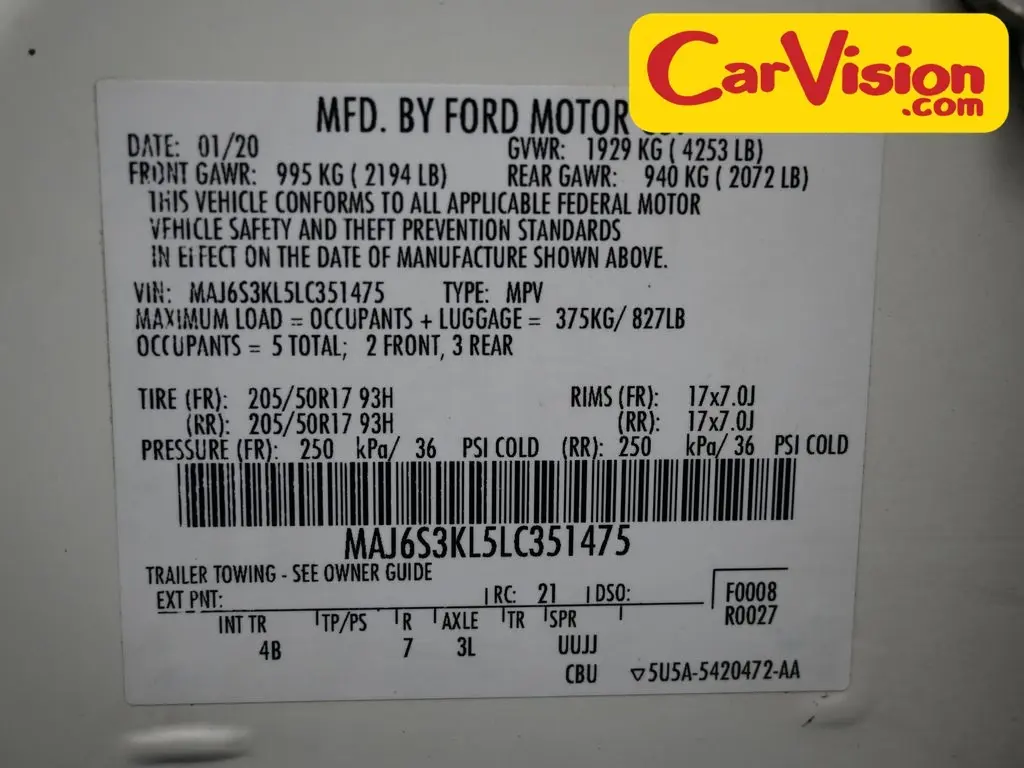 CarVision
.com
MFD. BY FORD MOTOR
DATE: 01/20 GVWR: 1929 KG ( 4253 LB)
FRONT GAWR: 995 KG ( 2194 LB) REAR GAWR: 940 KG ( 2072 LB)
THIS VEHICLE CONFORMS TO ALL APPLICABLE FEDERAL MOTOR
VEHICLE SAFETY AND THEFT PREVENTION STANDARDS
IN EFFECT ON THE DATE OF MANUFACTURE SHOWN ABOVE.
VIN: MAJ6S3KL5LC351475 TYPE: MPV
MAXIMUM LOAD = OCCUPANTS + LUGGAGE = 375KG/ 827LB
OCCUPANTS = 5 TOTAL; 2 FRONT, 3 REAR
TIRE (FR): 205/50R17 93H RIMS (FR): 17x7.0J
(RR): 205/50R17 93H (RR): 17x7.0J
PRESSURE (FR): 250 kPa/ 36 PSI COLD (RR): 250 kPa/ 36 PSI COLD
MAJ6S3KL5LC351475
TRAILER TOWING - SEE OWNER GUIDE
EXT PNT: RC: 21 DSO: F0008
R0027
INT TR TP/PS R AXLE TR SPR
4B 7 3L UUJJ
CBU ▽5U5A-5420472-AA